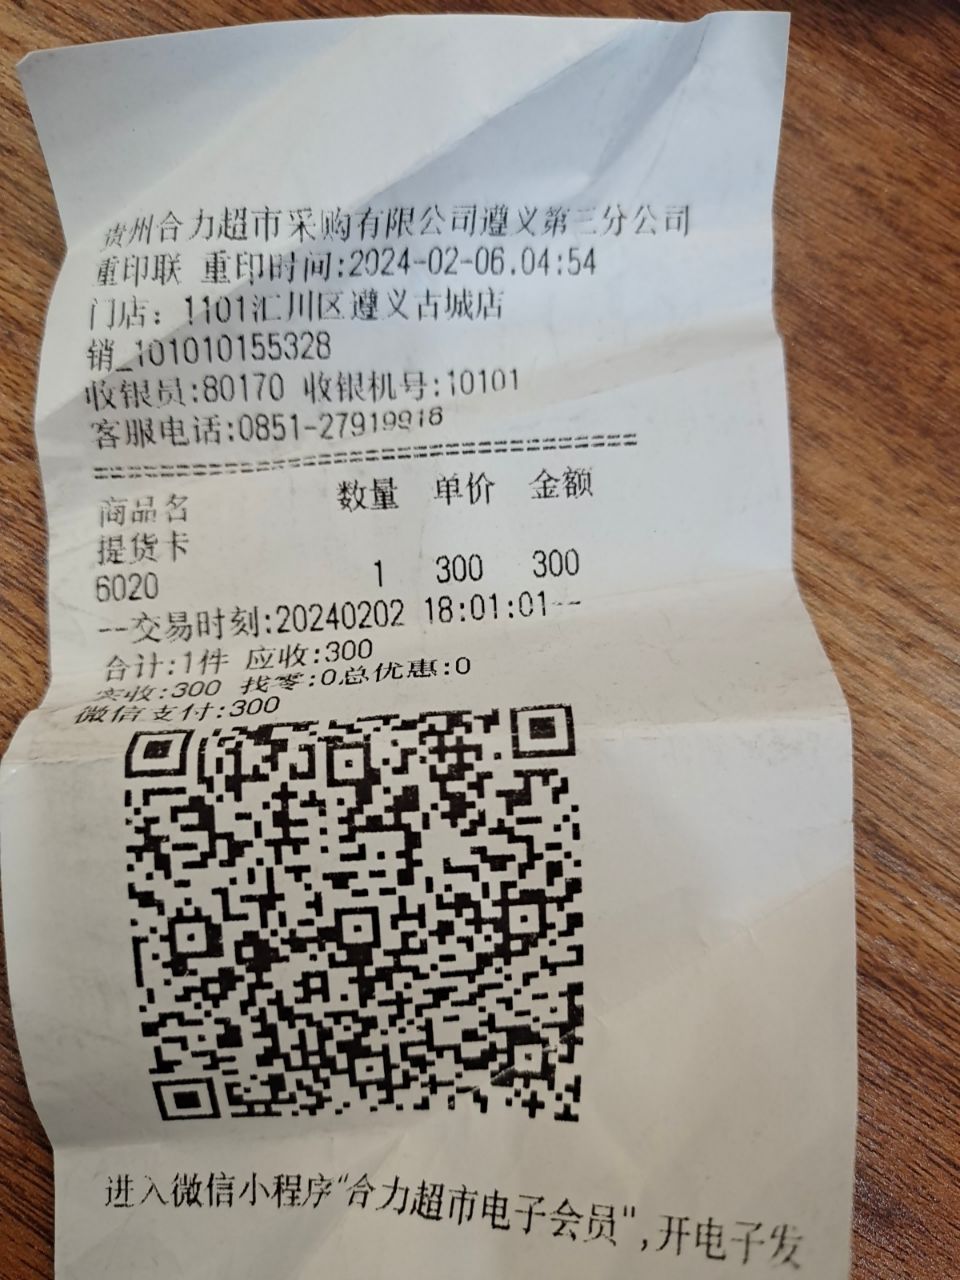 贵州合力超市采购有限公司遵义第二分公司
重印联 重印时间:2024-02-06.04:54
门店：1101汇川区遵义古城店
销_101010155328
收银员:80170 收银机号:10101
客服电话:0851-27919918
商品名 数量 单价 金额
提货卡
6020 1 300 300
--交易时刻:20240202 18:01:01--
合计:1件 应收:300
实收:300 找零:0总优惠:0
微信支付:300
进入微信小程序"合力超市电子会员",开电子发